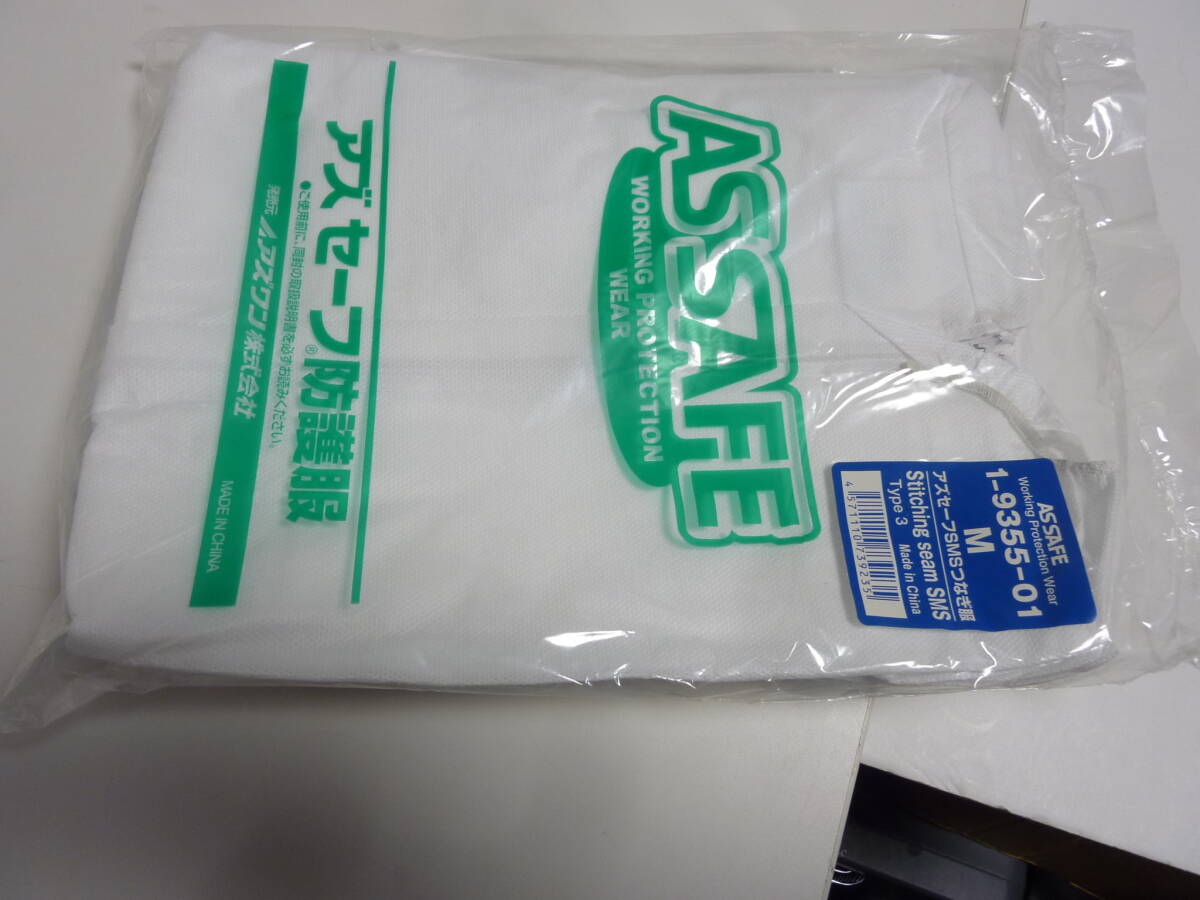 ASSAFE
WORKING PROTECTION
WEAR
アズセーフ®防護服
●ご使用前に、同封の取扱説明書を必ずお読みください。
発売元 アズワン株式会社
MADE IN CHINA
ASSAFE
Working Protection Wear
1-9355-01
M
アズセーフSMSつなぎ服
Stitching seam SMS
Type 3 Made in China
4 571110 739235